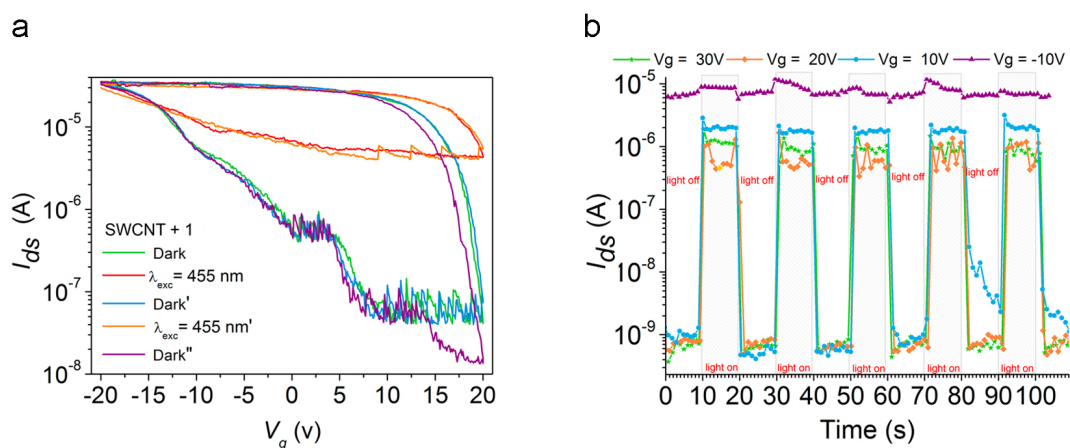 a
10⁻⁵
10⁻⁶
10⁻⁷
10⁻⁸
I_ds (A)
SWCNT + 1
Dark
λ_exc = 455 nm
Dark'
λ_exc = 455 nm'
Dark"
-20 -15 -10 -5 0 5 10 15 20
V_g (v)
b
Vg = 30V Vg = 20V Vg = 10V Vg = -10V
10⁻⁵
10⁻⁶
10⁻⁷
10⁻⁸
10⁻⁹
I_ds (A)
light off light off light off light off light off
light on light on light on light on light on
0 10 20 30 40 50 60 70 80 90 100
Time (s)